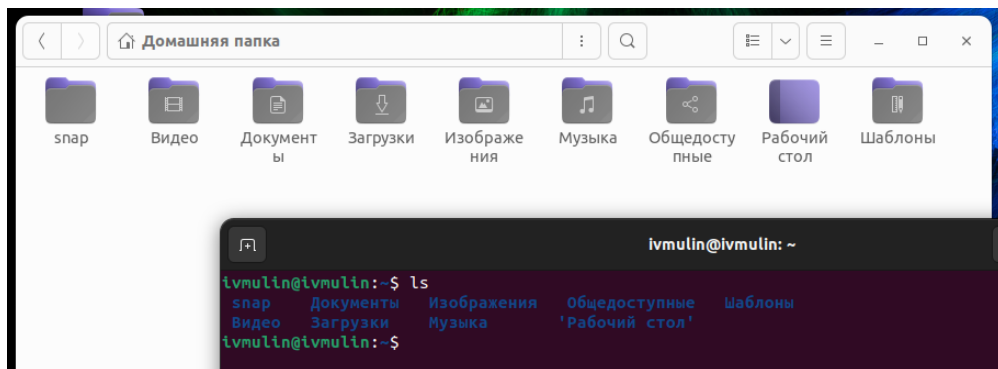 Домашняя папка
snap Видео Документ Загрузки Изображе Музыка Общедосту Рабочий Шаблоны
ы ния пные стол
ivmulin@ivmulin: ~
ivmulin@ivmulin:~$ ls
snap Документы Изображения Общедоступные Шаблоны
Видео Загрузки Музыка 'Рабочий стол'
ivmulin@ivmulin:~$